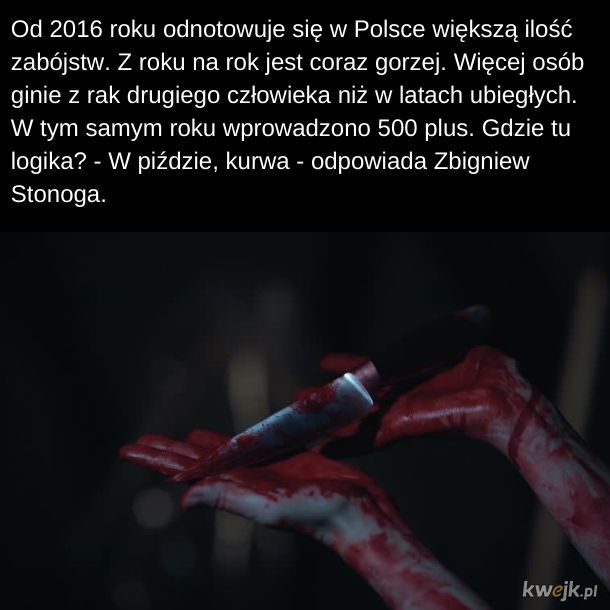 Od 2016 roku odnotowuje się w Polsce większą ilość
zabójstw. Z roku na rok jest coraz gorzej. Więcej osób
ginie z rak drugiego człowieka niż w latach ubiegłych.
W tym samym roku wprowadzono 500 plus. Gdzie tu
logika? - W piździe, kurwa - odpowiada Zbigniew
Stonoga.
kwejk.pl